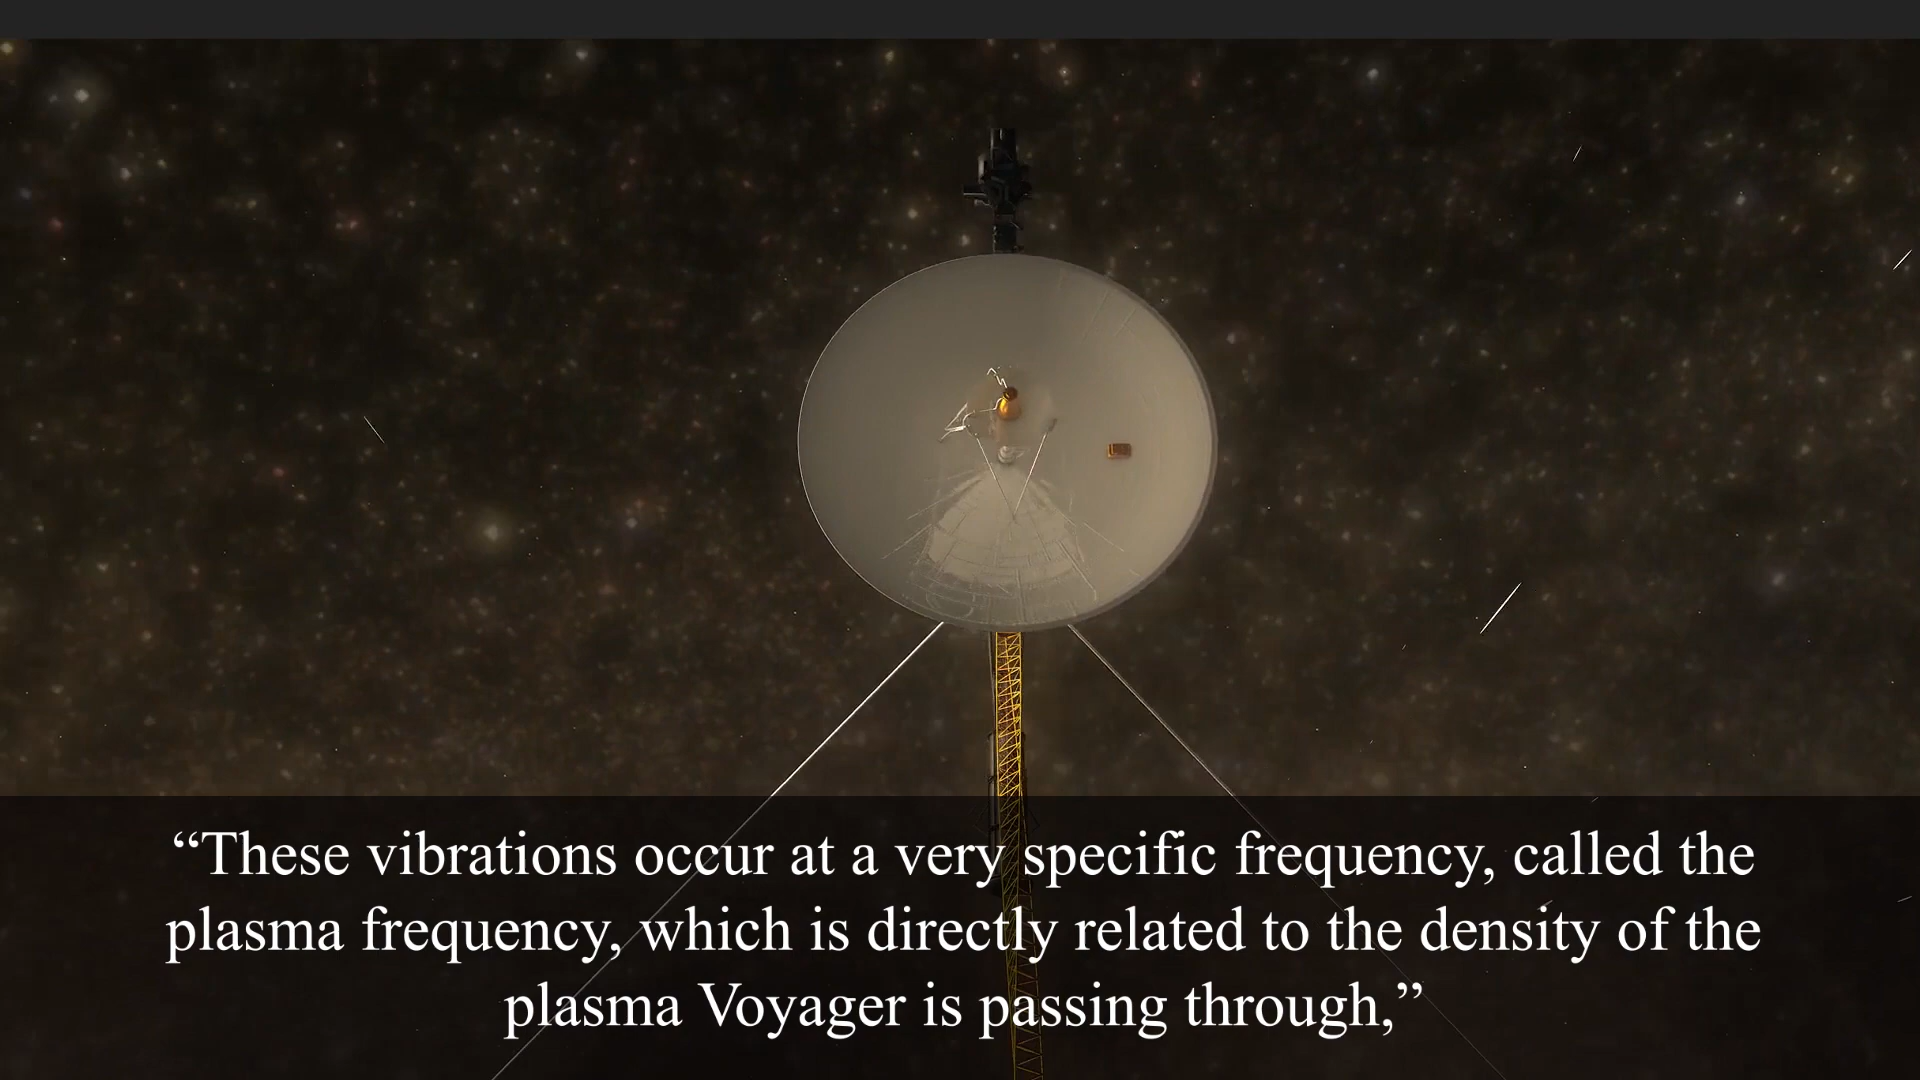 “These vibrations occur at a very specific frequency, called the
plasma frequency, which is directly related to the density of the
plasma Voyager is passing through,”